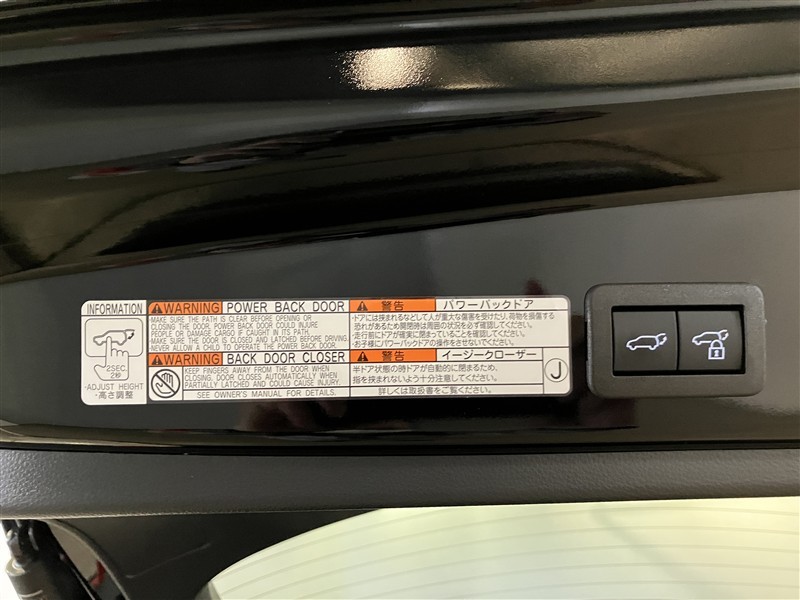 INFORMATION
2SEC.
2秒
・ADJUST HEIGHT
・高さ調整
WARNING POWER BACK DOOR
・MAKE SURE THE PATH IS CLEAR BEFORE OPENING OR
CLOSING THE DOOR. POWER BACK DOOR COULD INJURE
PEOPLE OR DAMAGE CARGO IF CAUGHT IN ITS PATH.
・MAKE SURE THE DOOR IS CLOSED AND LATCHED BEFORE DRIVING.
・NEVER ALLOW A CHILD TO OPERATE THE POWER BACK DOOR.
WARNING BACK DOOR CLOSER
KEEP FINGERS AWAY FROM THE DOOR WHEN
CLOSING. DOOR CLOSES AUTOMATICALLY WHEN
PARTIALLY LATCHED AND COULD CAUSE INJURY.
SEE OWNER'S MANUAL FOR DETAILS.
警告 パワーバックドア
・ドアには挟まれるなどして人が重大な傷害を受けたり、荷物を損傷する
恐れがあるため開閉時は周囲の状況を必ず確認してください。
・走行前にドアが確実に閉まっていることを確認してください。
・お子様にパワーバックドアの操作をさせないでください。
警告 イージークローザー
半ドア状態の時ドアが自動的に閉まるため、
指を挟まれないよう十分注意してください。
詳しくは取扱書をご覧ください。
J